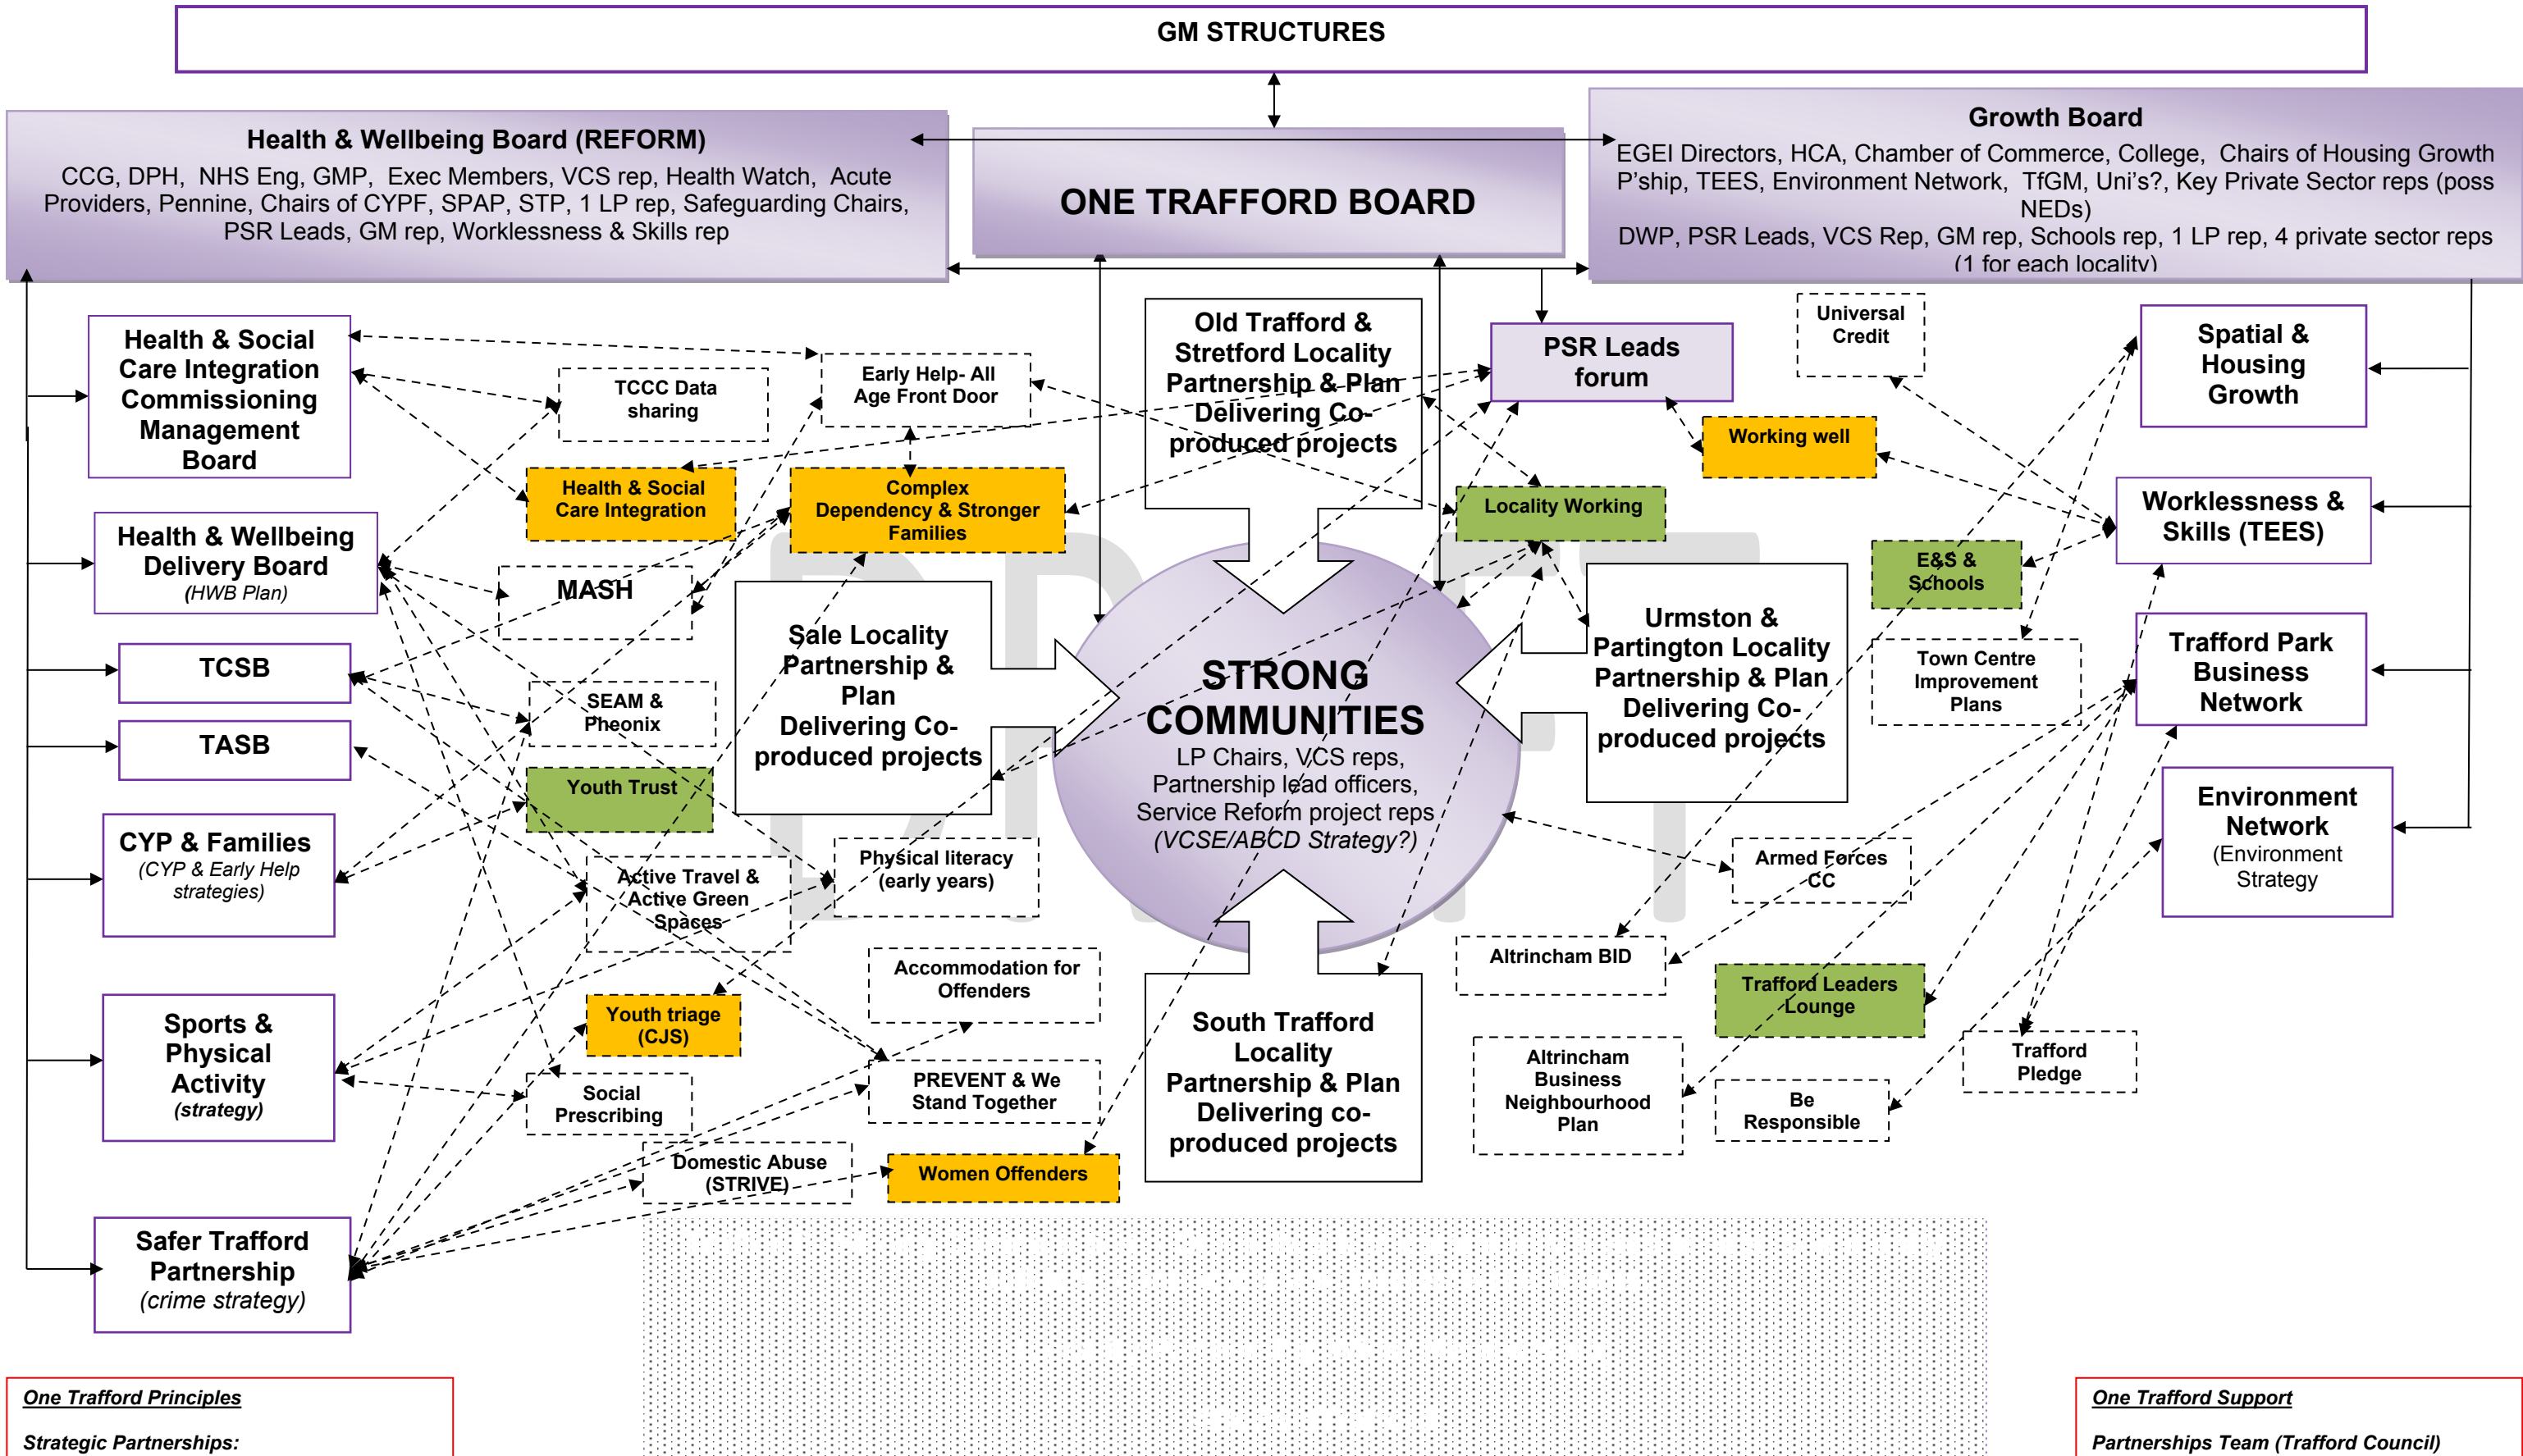 GM STRUCTURES
Health & Wellbeing Board (REFORM)
CCG, DPH, NHS Eng, GMP, Exec Members, VCS rep, Health Watch, Acute
Providers, Pennine, Chairs of CYPF, SPAP, STP, 1 LP rep, Safeguarding Chairs,
PSR Leads, GM rep, Worklessness & Skills rep
ONE TRAFFORD BOARD
Growth Board
EGEI Directors, HCA, Chamber of Commerce, College, Chairs of Housing Growth
P'ship, TEES, Environment Network, TfGM, Uni's?, Key Private Sector reps (poss
NEDs)
DWP, PSR Leads, VCS Rep, GM rep, Schools rep, 1 LP rep, 4 private sector reps
(1 for each locality)
Health & Social
Care Integration
Commissioning
Management
Board
TCCC Data
sharing
Early Help- All
Age Front Door
Old Trafford &
Stretford Locality
Partnership & Plan
Delivering Co-
produced projects
PSR Leads
forum
Universal
Credit
Spatial &
Housing
Growth
Working well
Health & Social
Care Integration
Complex
Dependency & Stronger
Families
Locality Working
Worklessness &
Skills (TEES)
Health & Wellbeing
Delivery Board
(HWB Plan)
MASH
E&S &
Schools
DRAFT
Sale Locality
Partnership &
Plan
Delivering Co-
produced projects
Urmston &
Partington Locality
Partnership & Plan
Delivering Co-
produced projects
TCSB
SEAM &
Pheonix
STRONG
COMMUNITIES
LP Chairs, VCS reps,
Partnership lead officers,
Service Reform project reps
(VCSE/ABCD Strategy?)
Town Centre
Improvement
Plans
Trafford Park
Business
Network
TASB
Youth Trust
CYP & Families
(CYP & Early Help
strategies)
Active Travel &
Active Green
Spaces
Physical literacy
(early years)
Armed Forces
CC
Environment
Network
(Environment
Strategy
Accommodation for
Offenders
Altrincham BID
Trafford Leaders
Lounge
Sports &
Physical
Activity
(strategy)
Youth triage
(CJS)
South Trafford
Locality
Partnership & Plan
Delivering co-
produced projects
Altrincham
Business
Neighbourhood
Plan
Be
Responsible
Trafford
Pledge
Social
Prescribing
PREVENT & We
Stand Together
Domestic Abuse
(STRIVE)
Women Offenders
Safer Trafford
Partnership
(crime strategy)
One Trafford Principles
Strategic Partnerships:
One Trafford Support
Partnerships Team (Trafford Council)